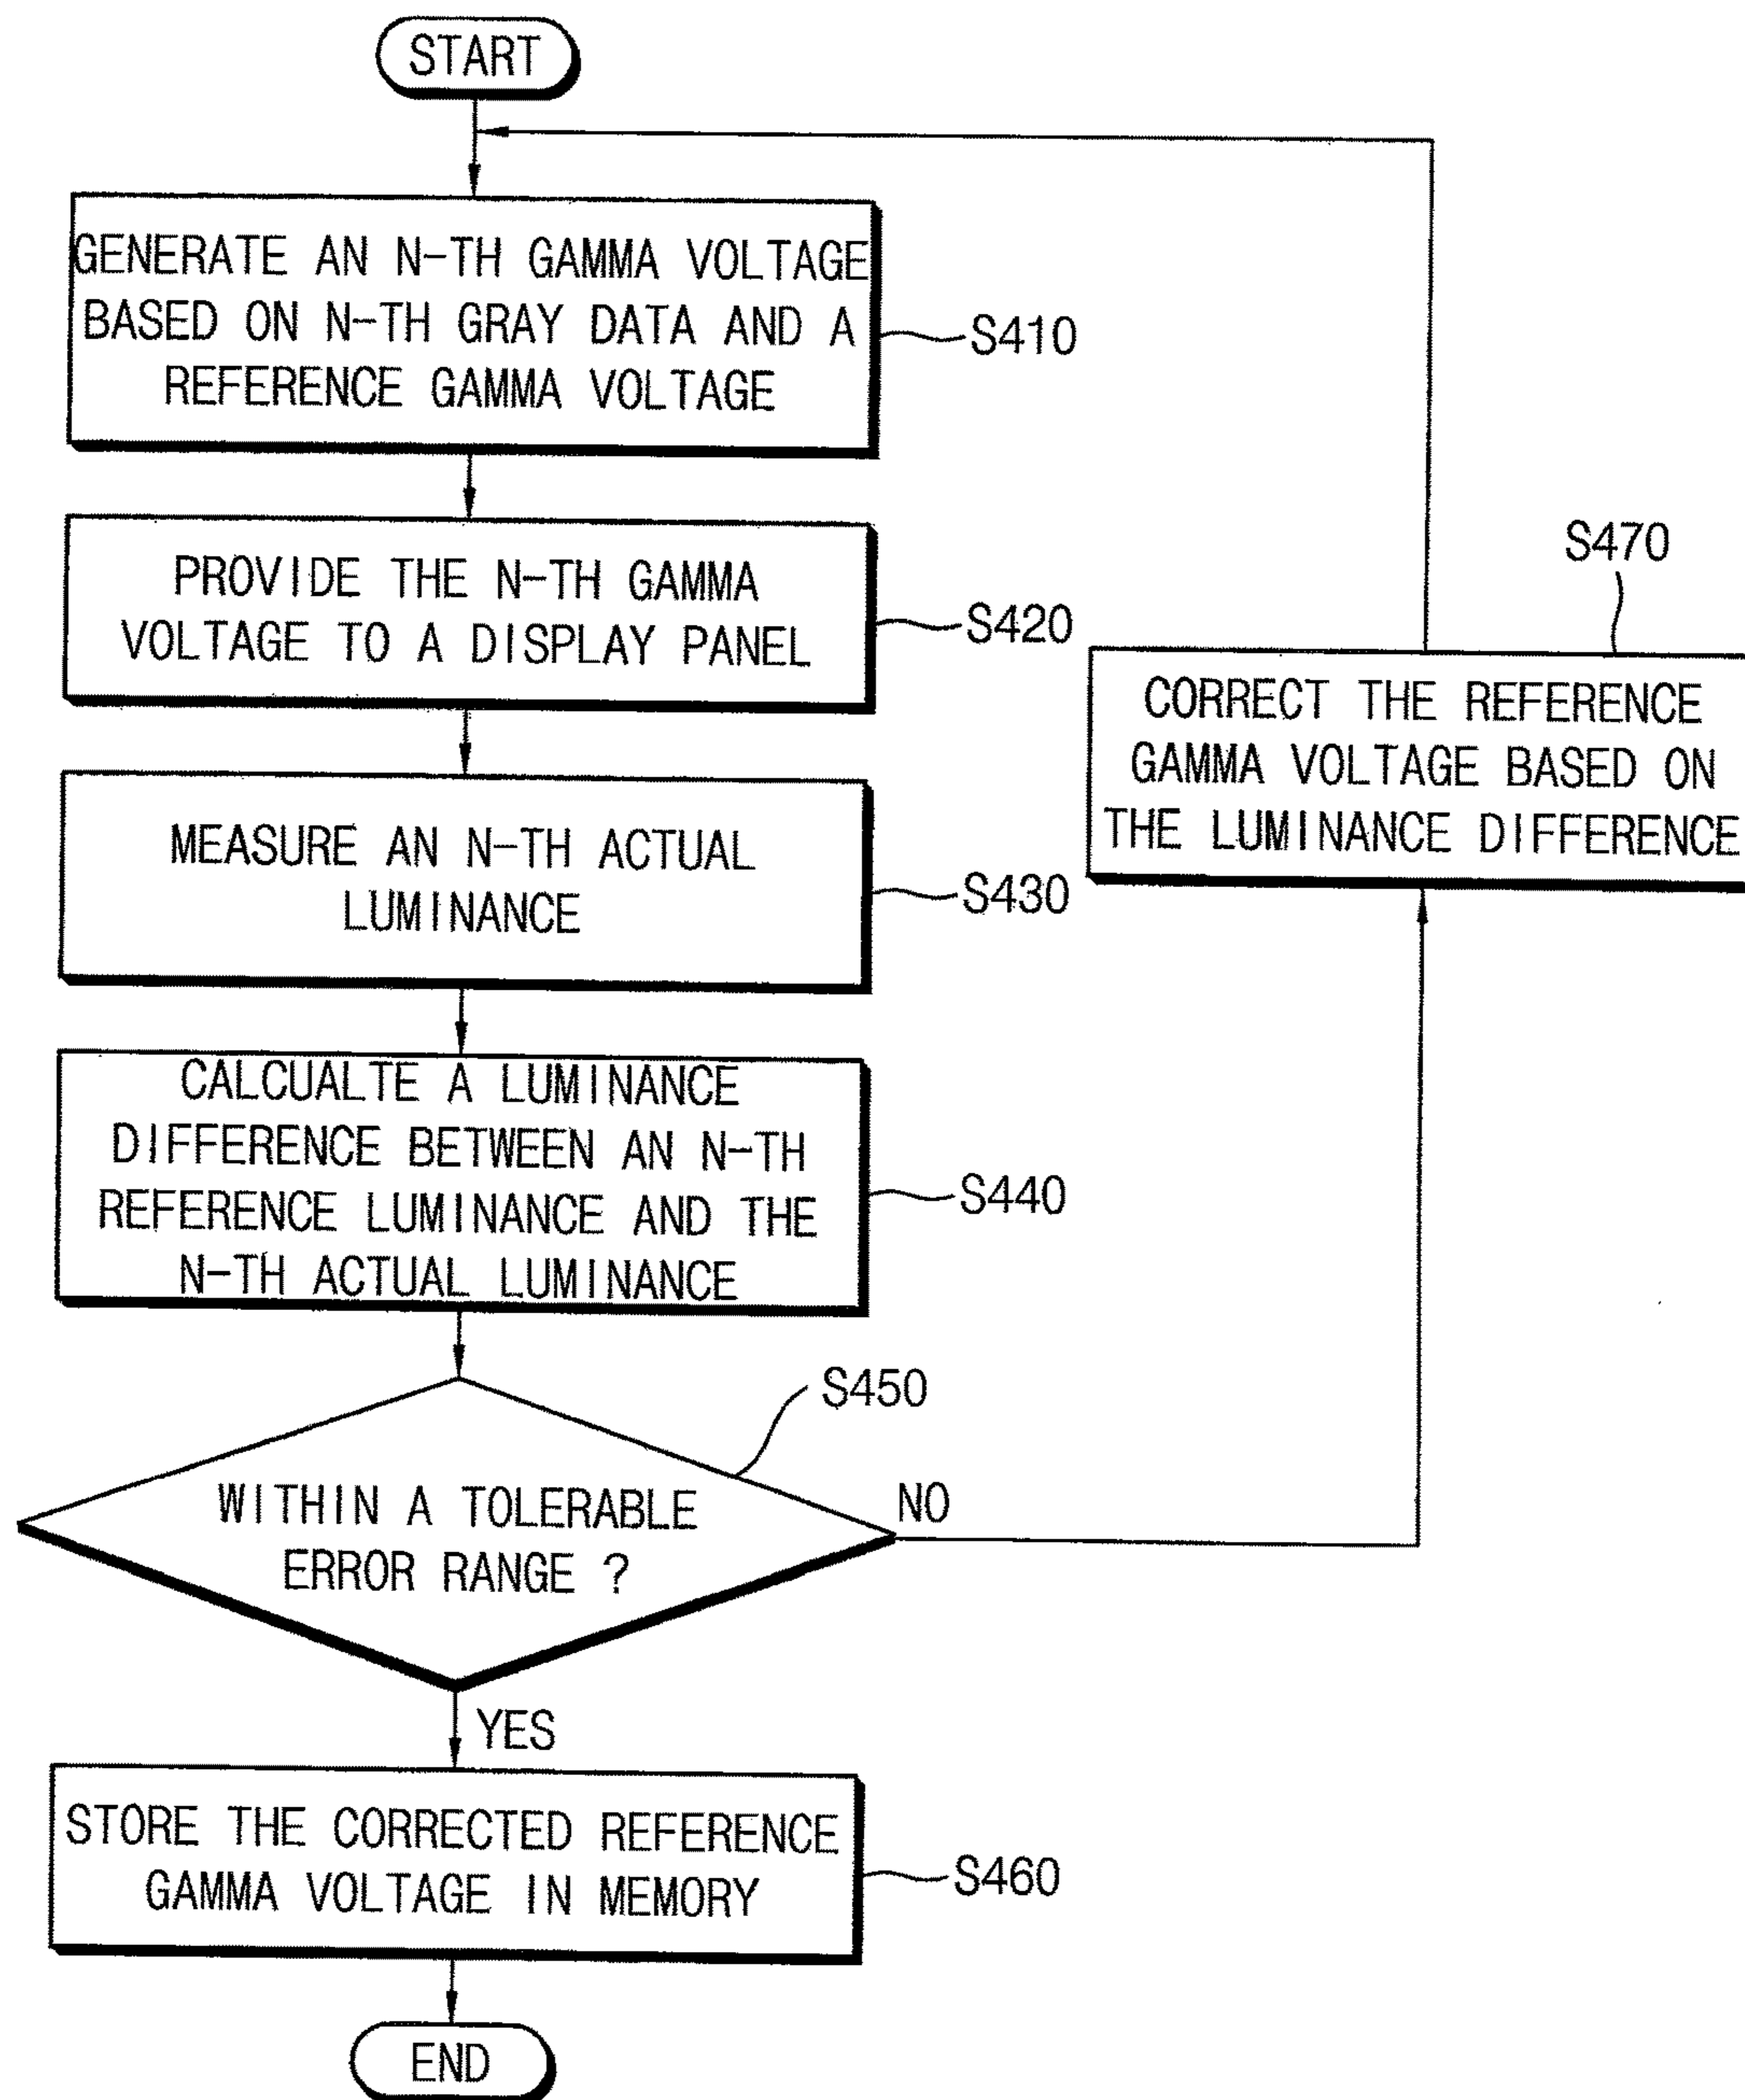 START
GENERATE AN N-TH GAMMA VOLTAGE
BASED ON N-TH GRAY DATA AND A
REFERENCE GAMMA VOLTAGE
S410
PROVIDE THE N-TH GAMMA
VOLTAGE TO A DISPLAY PANEL
S420
MEASURE AN N-TH ACTUAL
LUMINANCE
S430
CALCUALTE A LUMINANCE
DIFFERENCE BETWEEN AN N-TH
REFERENCE LUMINANCE AND THE
N-TH ACTUAL LUMINANCE
S440
S450
WITHIN A TOLERABLE
ERROR RANGE ?
NO
YES
S470
CORRECT THE REFERENCE
GAMMA VOLTAGE BASED ON
THE LUMINANCE DIFFERENCE
STORE THE CORRECTED REFERENCE
GAMMA VOLTAGE IN MEMORY
S460
END